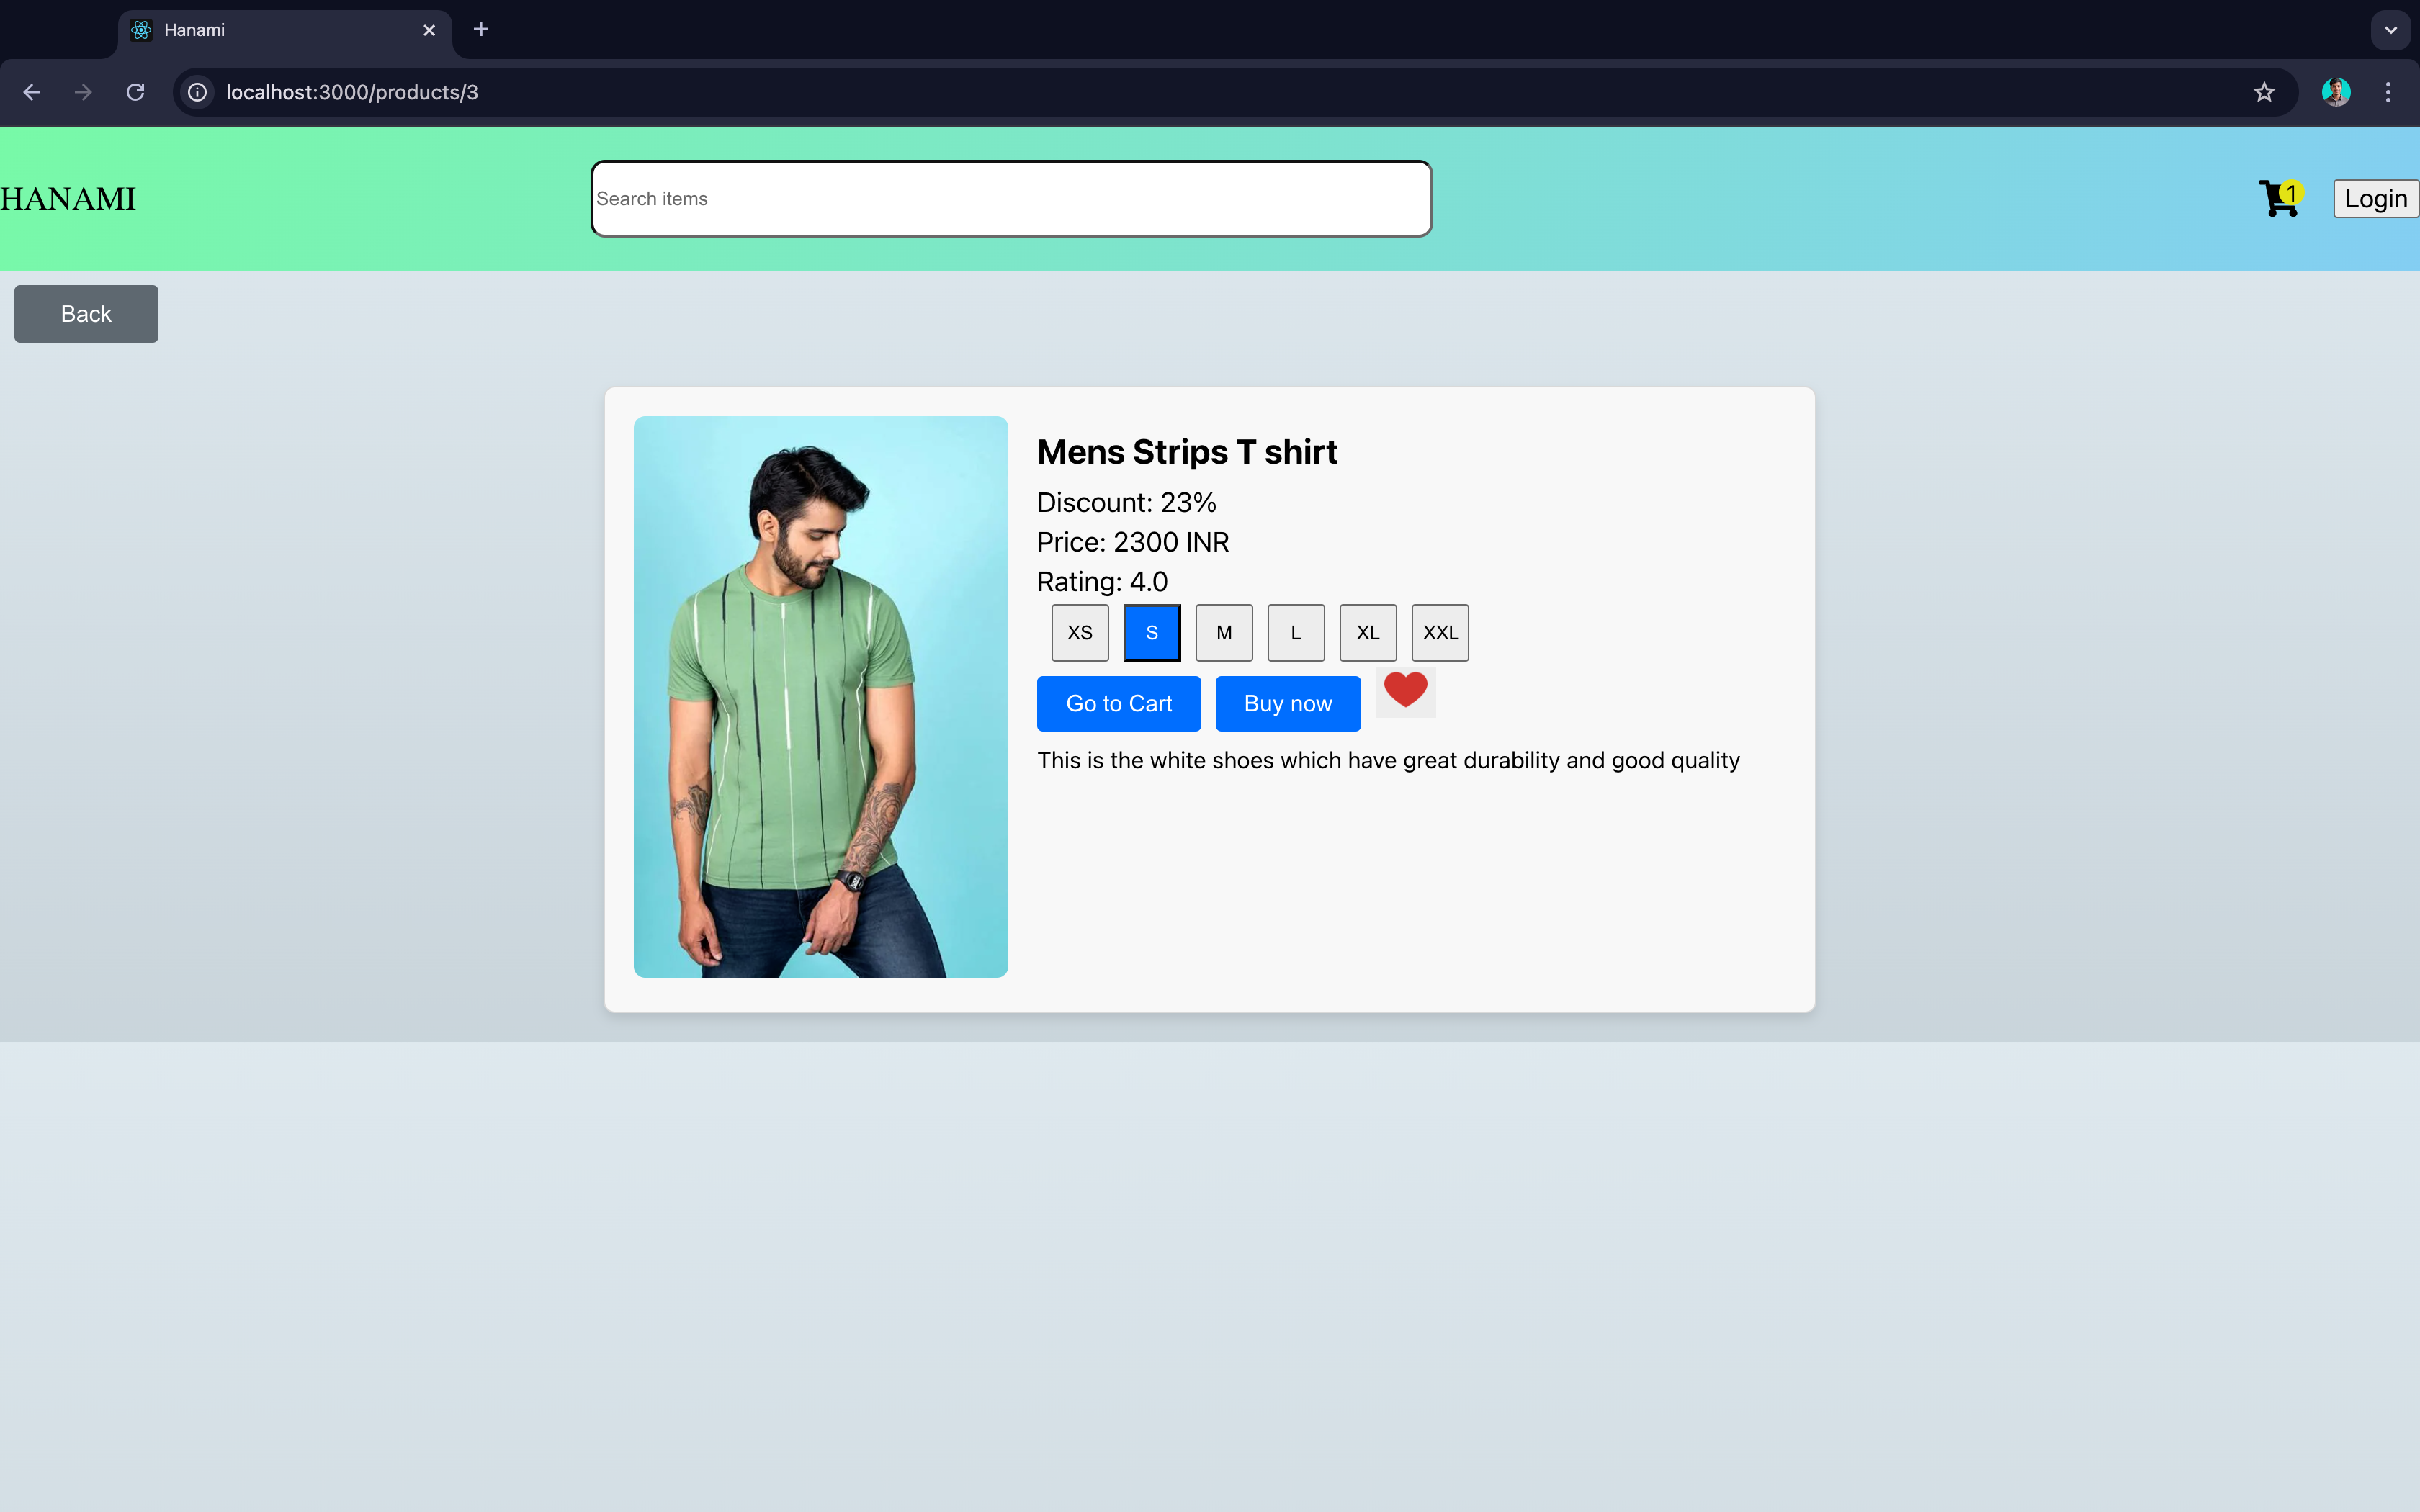 Hanami
localhost:3000/products/3
HANAMI
Search items
1
Login
Back
Mens Strips T shirt
Discount: 23%
Price: 2300 INR
Rating: 4.0
XS S M L XL XXL
Go to Cart Buy now
This is the white shoes which have great durability and good quality